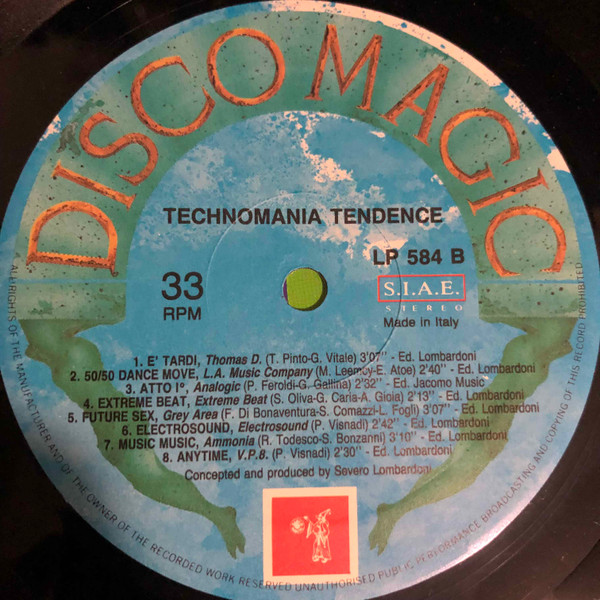 DISCO MAGIC
TECHNOMANIA TENDENCE
LP 584 B
33
RPM
S.I.A.E.
STEREO
Made in Italy
1. E' TARDI, Thomas D. (T. Pinto-G. Vitale) 3'07" - Ed. Lombardoni
2. 50/50 DANCE MOVE, L.A. Music Company (M. Leemoy-E. Atoe) 2'40" - Ed. Lombardoni
3. ATTO I°, Analogic (P. Feroldi-G. Gallina) 2'32" - Ed. Jacomo Music
4. EXTREME BEAT, Extreme Beat (S. Oliva-G. Caria-A. Gioia) 2'13" - Ed. Lombardoni
5. FUTURE SEX, Grey Area (F. Di Bonaventura-S. Comazzi-L. Fogli) 3'07" - Ed. Lombardoni
6. ELECTROSOUND, Electrosound (P. Visnadi) 2'42" - Ed. Lombardoni
7. MUSIC MUSIC, Ammonia (R. Todesco-S. Bonzanni) 3'10" - Ed. Lombardoni
8. ANYTIME, V.P.8. (P. Visnadi) 2'30" - Ed. Lombardoni
Concepted and produced by Severo Lombardoni
ALL RIGHTS OF THE MANUFACTURER AND OF THE OWNER OF THE RECORDED WORK RESERVED UNAUTHORISED PUBLIC PERFORMANCE BROADCASTING AND COPYING OF THIS RECORD PROHIBITED